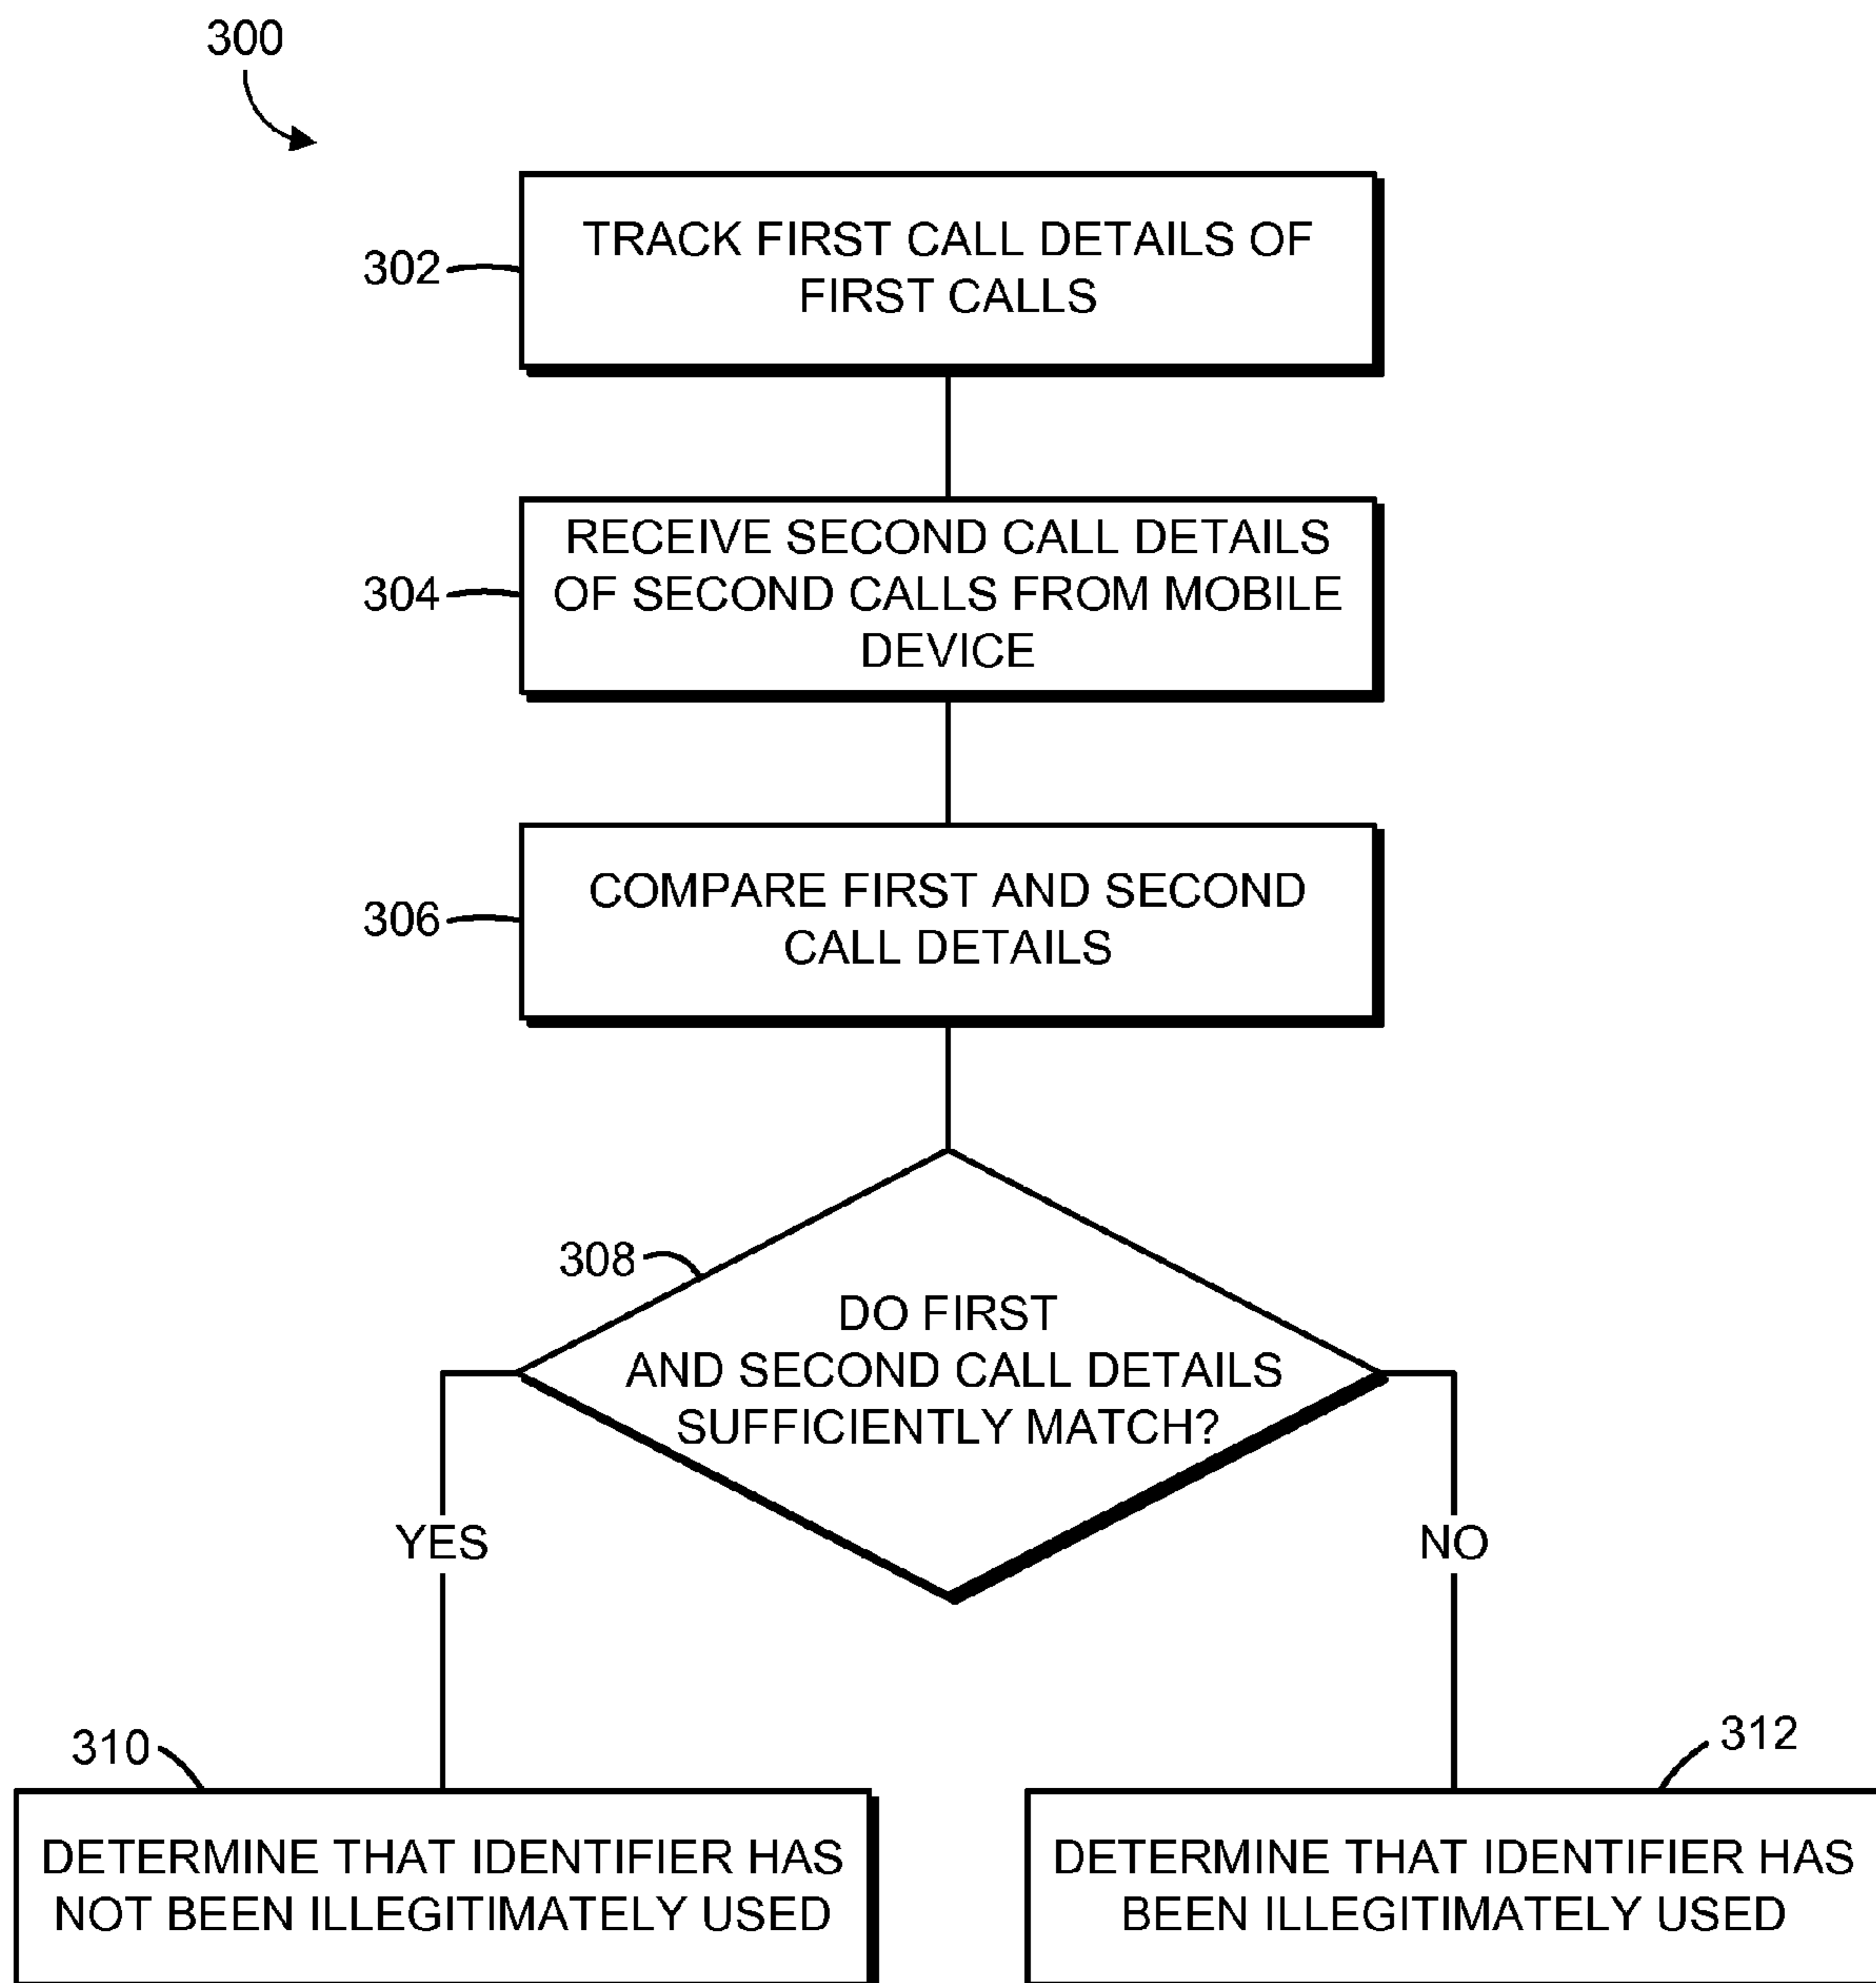 300
302
TRACK FIRST CALL DETAILS OF
FIRST CALLS
304
RECEIVE SECOND CALL DETAILS
OF SECOND CALLS FROM MOBILE
DEVICE
306
COMPARE FIRST AND SECOND
CALL DETAILS
308
DO FIRST
AND SECOND CALL DETAILS
SUFFICIENTLY MATCH?
YES
NO
310
DETERMINE THAT IDENTIFIER HAS
NOT BEEN ILLEGITIMATELY USED
312
DETERMINE THAT IDENTIFIER HAS
BEEN ILLEGITIMATELY USED